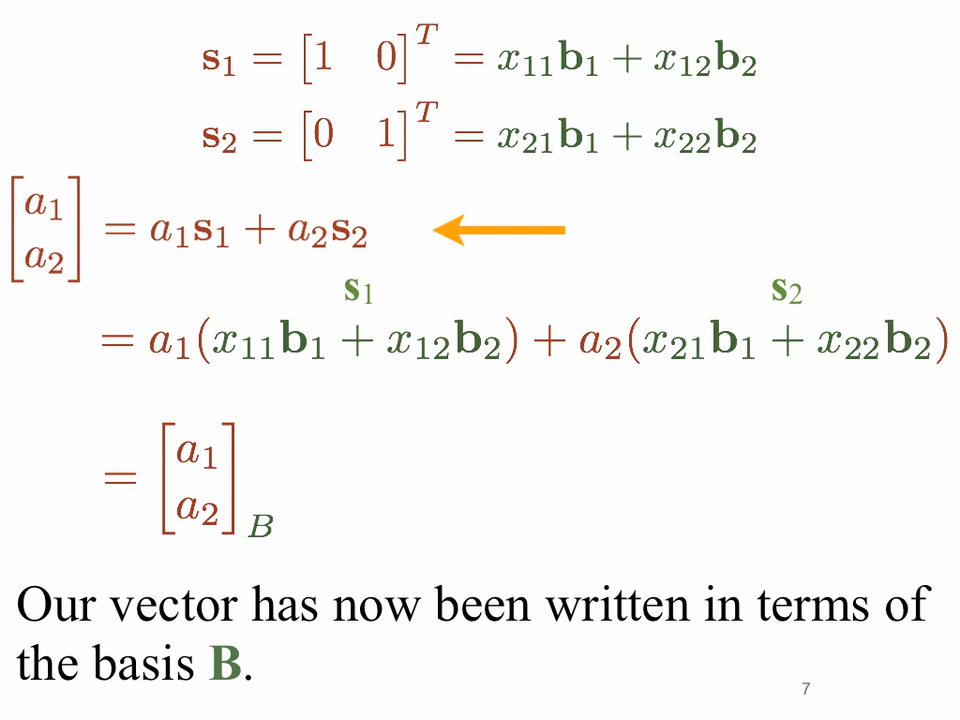 s₁ = [1 0]ᵀ = x₁₁b₁ + x₁₂b₂
s₂ = [0 1]ᵀ = x₂₁b₁ + x₂₂b₂
[a₁ a₂] = a₁s₁ + a₂s₂
s₁ s₂
= a₁(x₁₁b₁ + x₁₂b₂) + a₂(x₂₁b₁ + x₂₂b₂)
= [a₁ a₂]B
Our vector has now been written in terms of
the basis B.
7